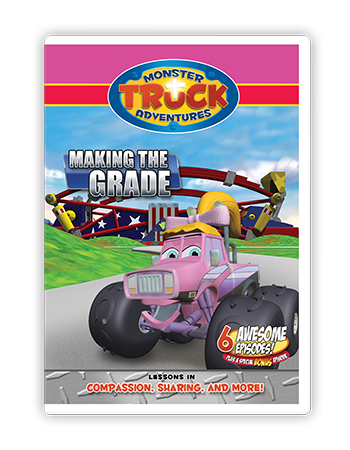 MONSTER
TRUCK
ADVENTURES
MAKING THE
GRADE
6 AWESOME
EPISODES!
PLUS A SPECIAL BONUS EPISODE
LESSONS IN
COMPASSION, SHARING, AND MORE!